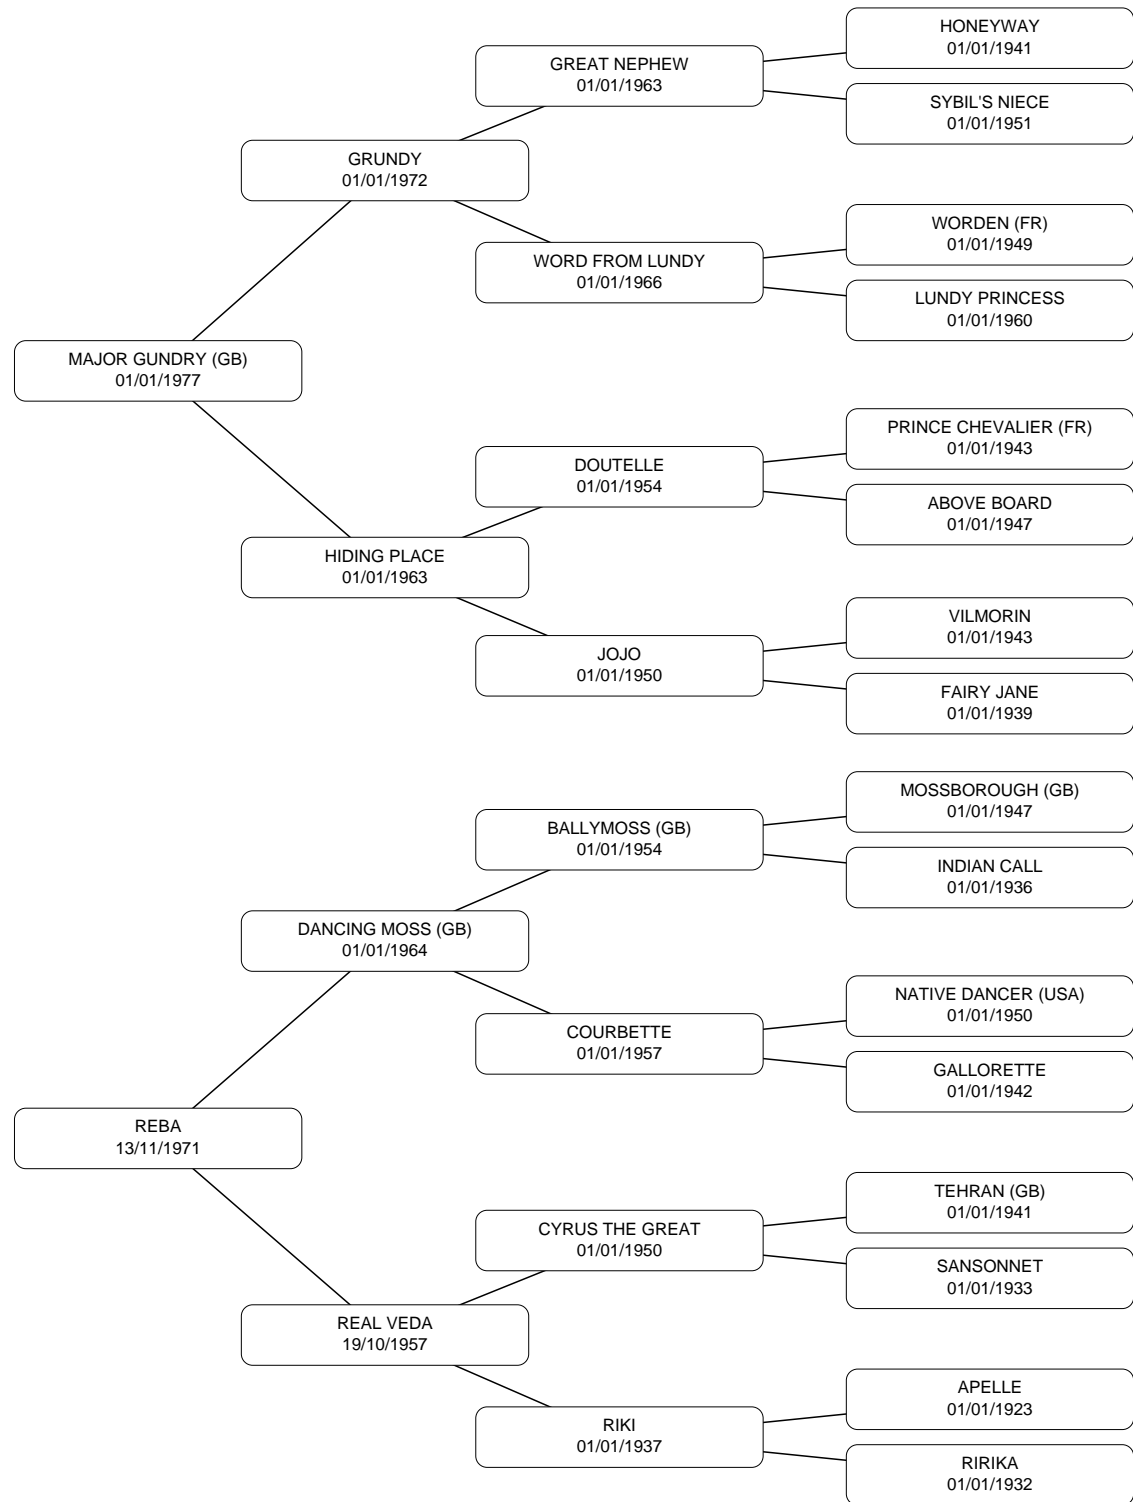 HONEYWAY
01/01/1941
GREAT NEPHEW
01/01/1963
SYBIL'S NIECE
01/01/1951
GRUNDY
01/01/1972
WORDEN (FR)
01/01/1949
WORD FROM LUNDY
01/01/1966
LUNDY PRINCESS
01/01/1960
MAJOR GUNDRY (GB)
01/01/1977
PRINCE CHEVALIER (FR)
01/01/1943
DOUTELLE
01/01/1954
ABOVE BOARD
01/01/1947
HIDING PLACE
01/01/1963
VILMORIN
01/01/1943
JOJO
01/01/1950
FAIRY JANE
01/01/1939
MOSSBOROUGH (GB)
01/01/1947
BALLYMOSS (GB)
01/01/1954
INDIAN CALL
01/01/1936
DANCING MOSS (GB)
01/01/1964
NATIVE DANCER (USA)
01/01/1950
COURBETTE
01/01/1957
GALLORETTE
01/01/1942
REBA
13/11/1971
TEHRAN (GB)
01/01/1941
CYRUS THE GREAT
01/01/1950
SANSONNET
01/01/1933
REAL VEDA
19/10/1957
APELLE
01/01/1923
RIKI
01/01/1937
RIRIKA
01/01/1932